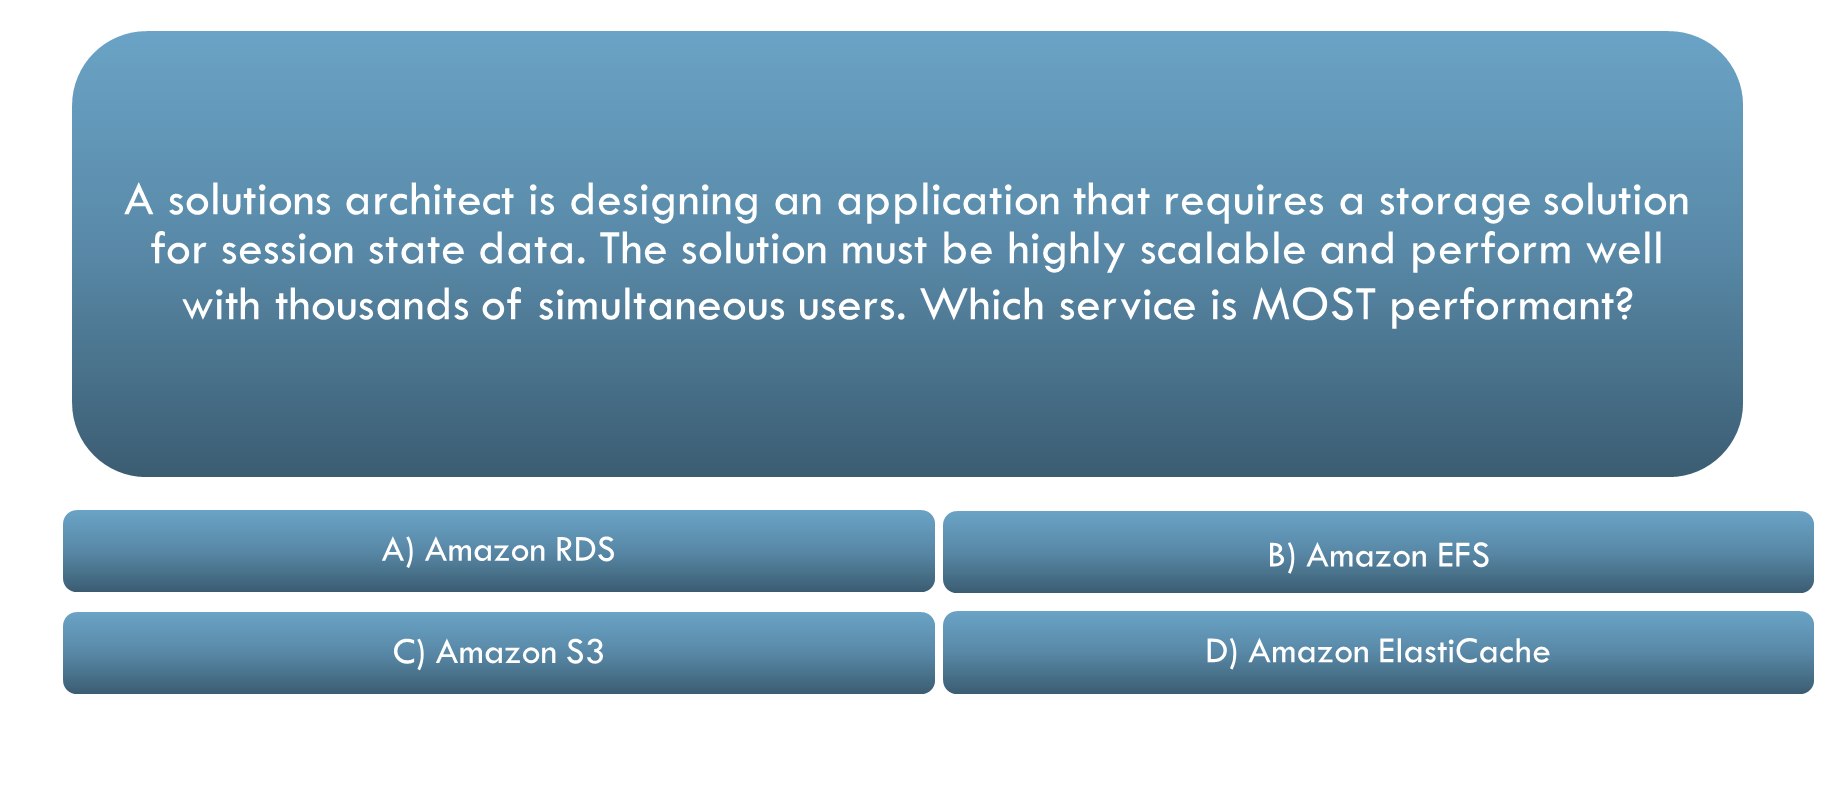 A solutions architect is designing an application that requires a storage solution
for session state data. The solution must be highly scalable and perform well
with thousands of simultaneous users. Which service is MOST performant?
A) Amazon RDS
B) Amazon EFS
C) Amazon S3
D) Amazon ElastiCache